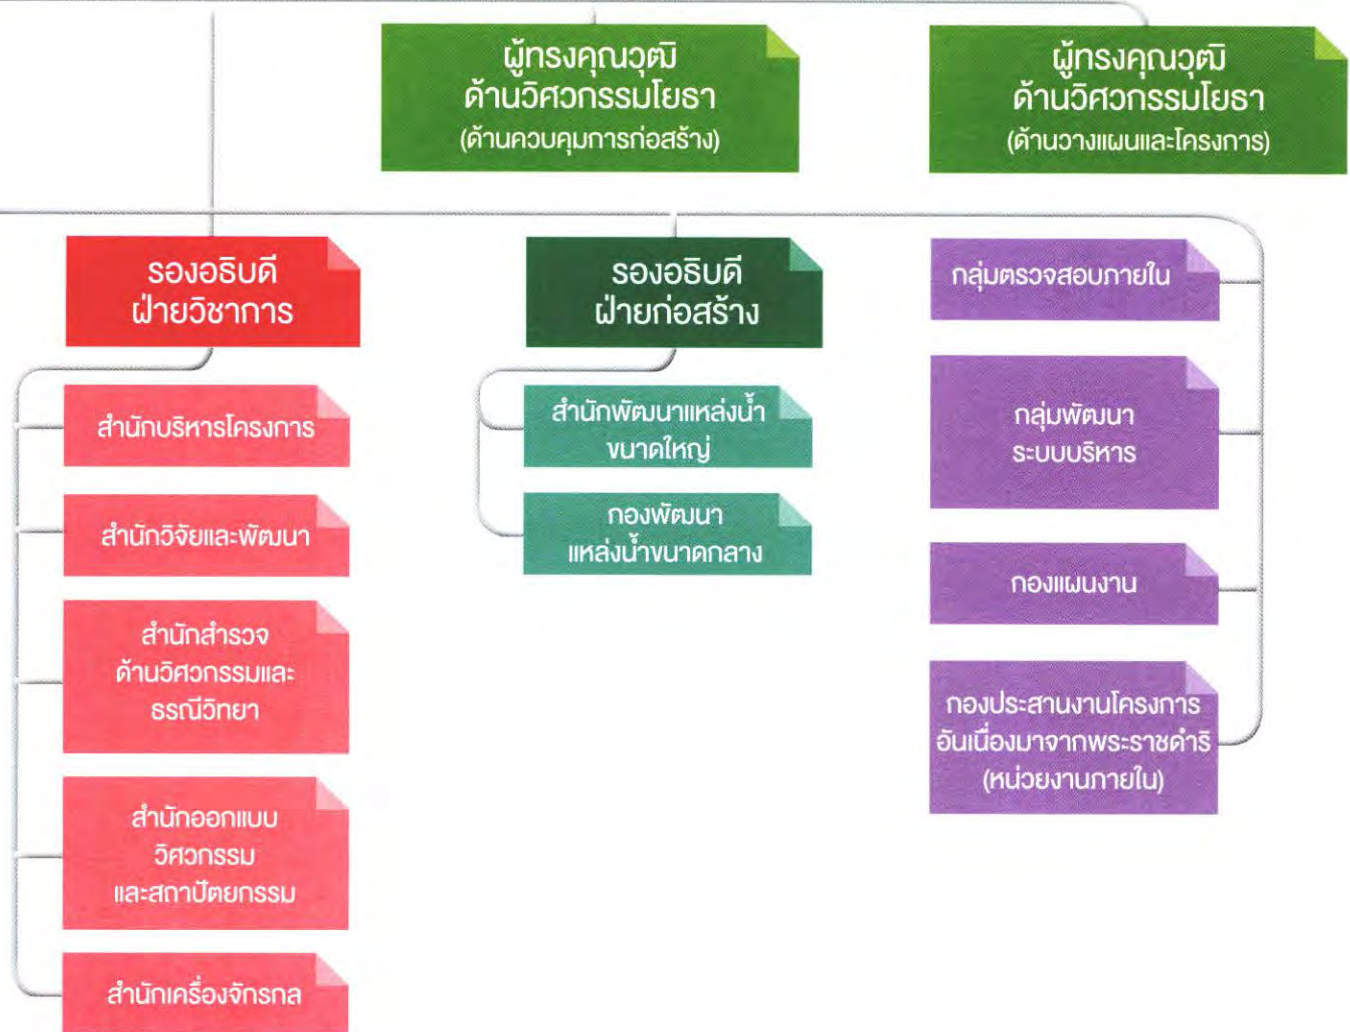 ผู้ทรงคุณวุฒิ
ด้านวิศวกรรมโยธา
(ด้านควบคุมการก่อสร้าง)
ผู้ทรงคุณวุฒิ
ด้านวิศวกรรมโยธา
(ด้านวางแผนและโครงการ)
รองอธิบดี
ฝ่ายวิชาการ
สำนักบริหารโครงการ
สำนักวิจัยและพัฒนา
สำนักสำรวจ
ด้านวิศวกรรมและ
ธรณีวิทยา
สำนักออกแบบ
วิศวกรรม
และสถาปัตยกรรม
สำนักเครื่องจักรกล
รองอธิบดี
ฝ่ายก่อสร้าง
สำนักพัฒนาแหล่งน้ำ
ขนาดใหญ่
กองพัฒนา
แหล่งน้ำขนาดกลาง
กลุ่มตรวจสอบภายใน
กลุ่มพัฒนา
ระบบบริหาร
กองแผนงาน
กองประสานงานโครงการ
อันเนื่องมาจากพระราชดำริ
(หน่วยงานภายใน)